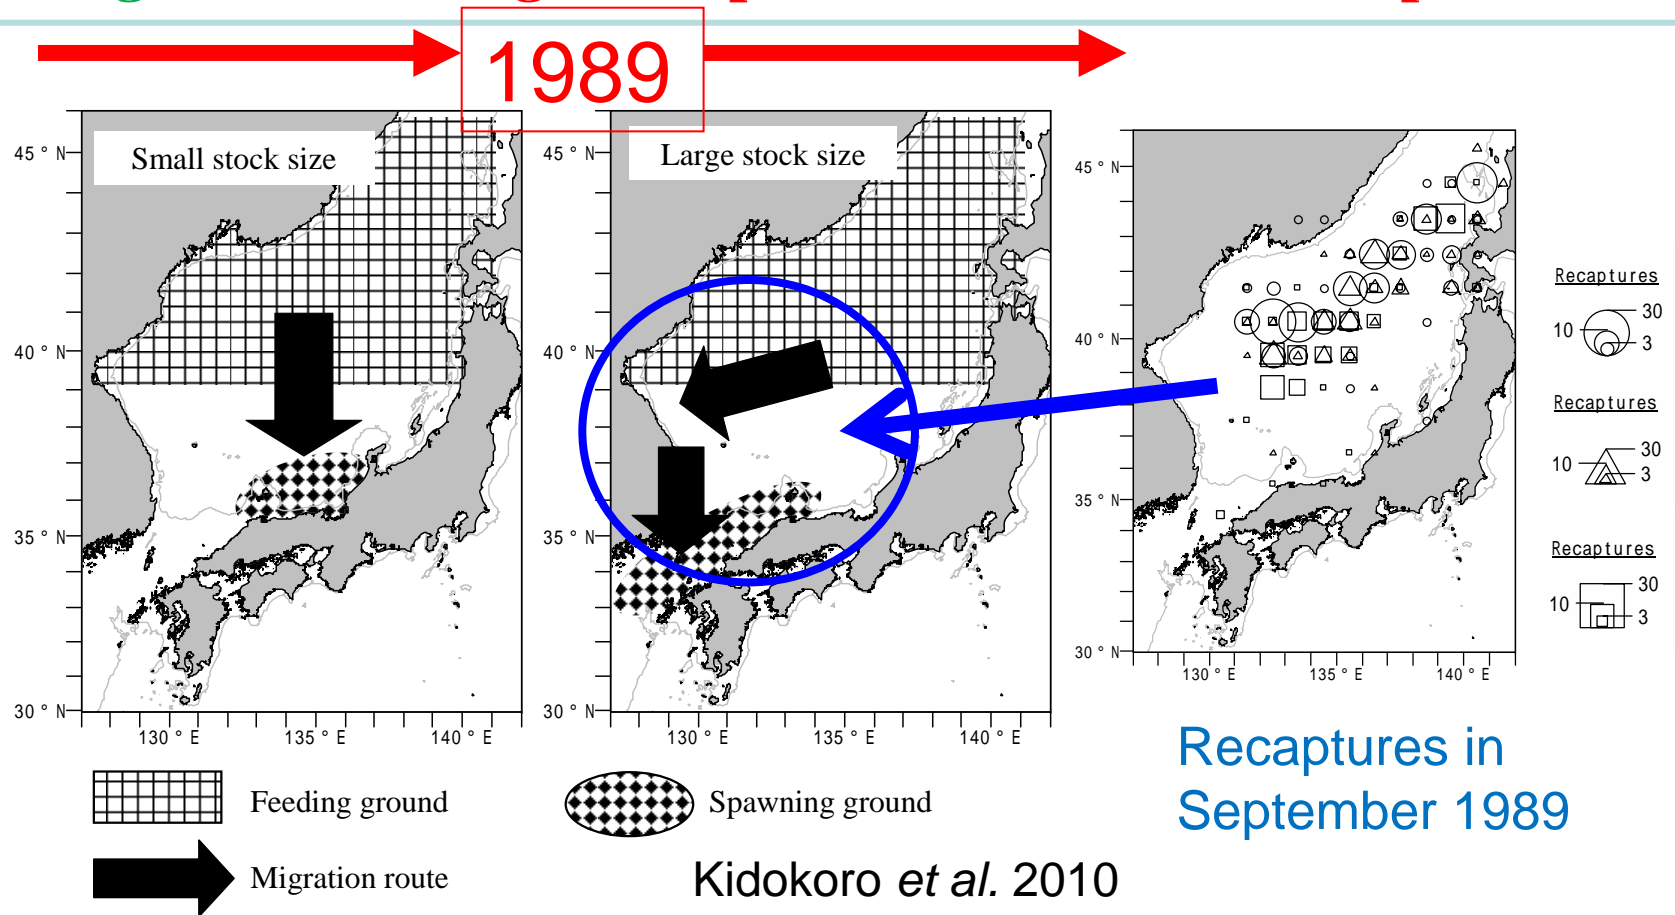 1989
Small stock size
45 ° N
40 ° N
35 ° N
30 ° N
130 ° E
135 ° E
140 ° E
Large stock size
45 ° N
40 ° N
35 ° N
30 ° N
130 ° E
135 ° E
140 ° E
45 ° N
40 ° N
35 ° N
30 ° N
130 ° E
135 ° E
140 ° E
Recaptures
30
10
3
Recaptures
30
10
3
Recaptures
30
10
3
Recaptures in
September 1989
Feeding ground
Spawning ground
Migration route
Kidokoro et al. 2010